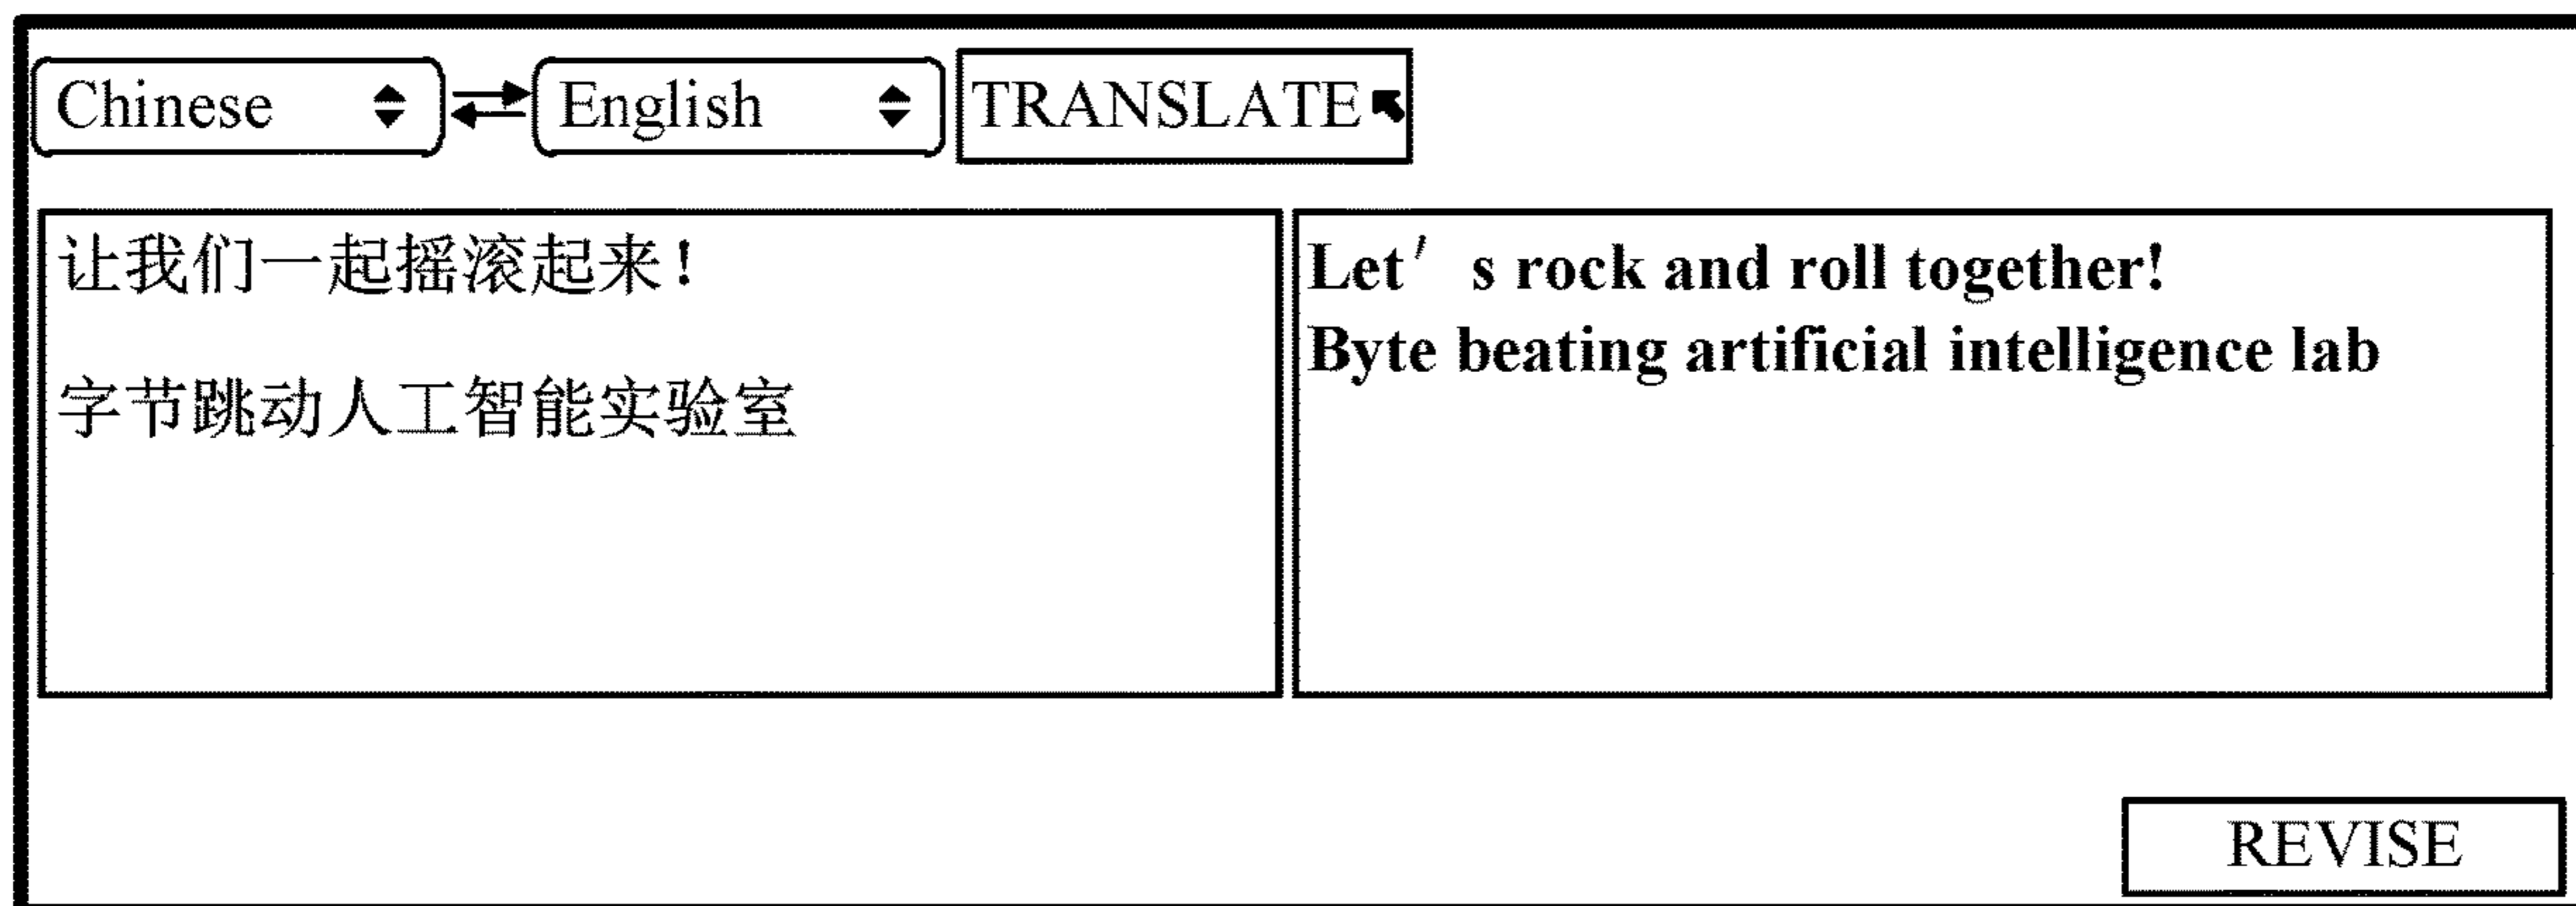 Chinese English TRANSLATE
让我们一起摇滚起来！
字节跳动人工智能实验室
Let′ s rock and roll together!
Byte beating artificial intelligence lab
REVISE